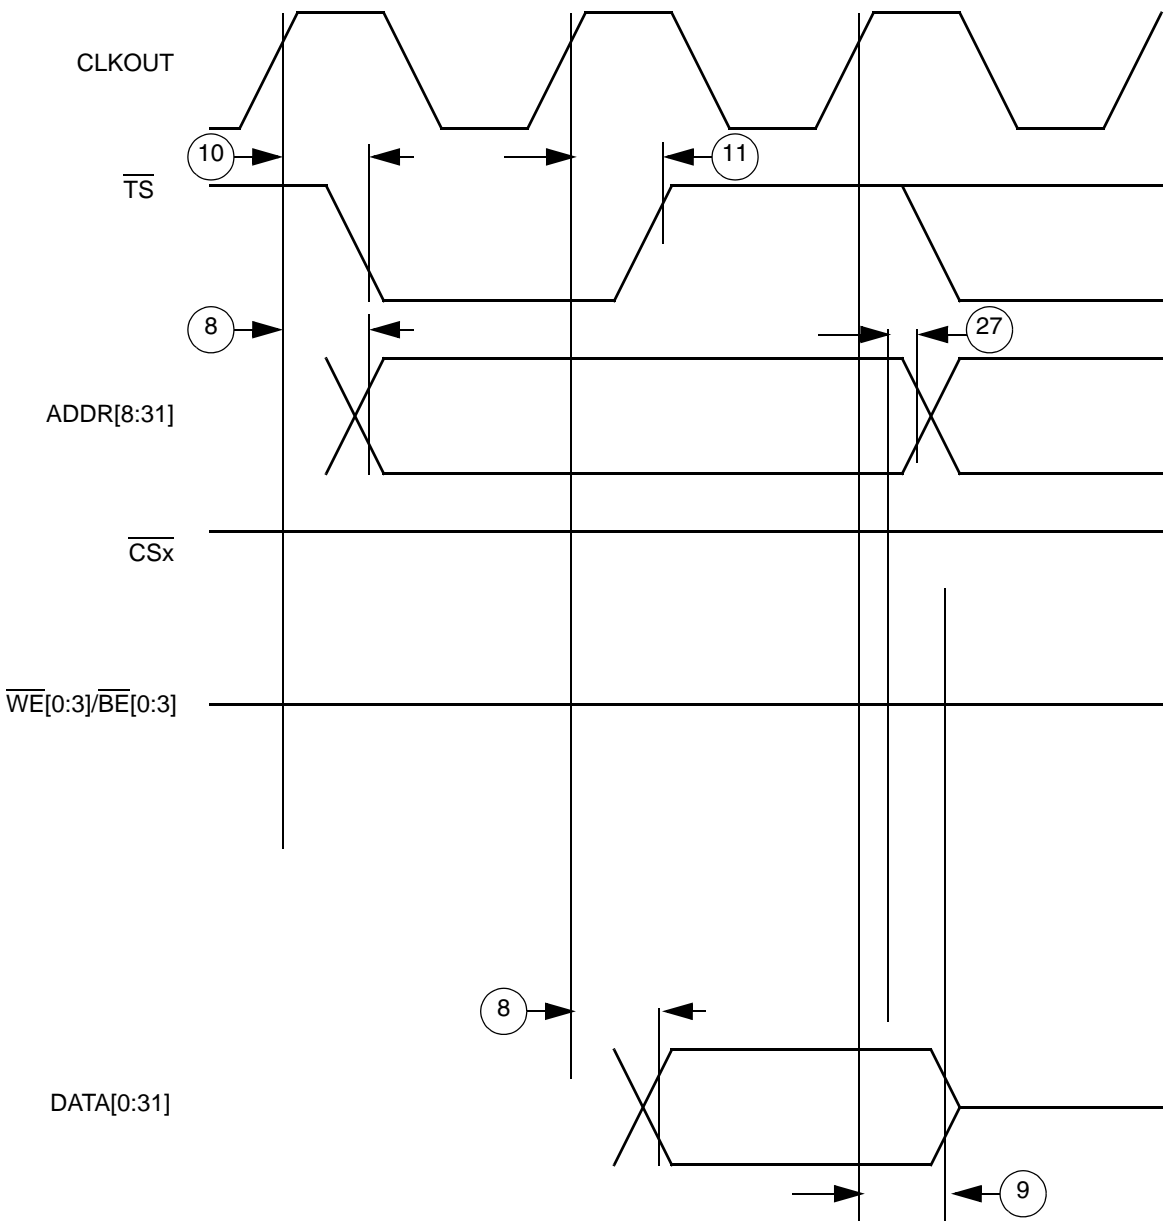 CLKOUT
10
11
TS
8
27
ADDR[8:31]
CSx
WE[0:3]/BE[0:3]
8
DATA[0:31]
9